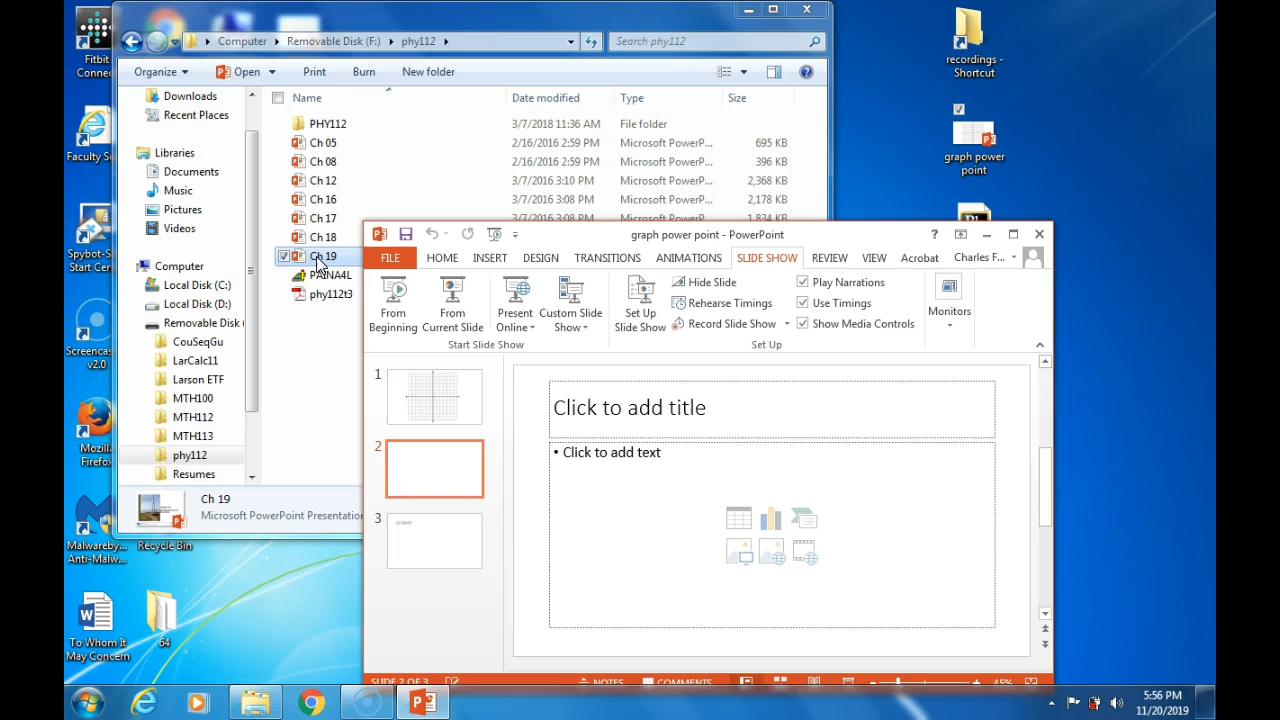 Computer
Removable Disk (F:)
phy112
Search phy112
Organize
Open
Print
Burn
New folder
Downloads
Recent Places
Libraries
Documents
Music
Pictures
Videos
Computer
Local Disk (C:)
Local Disk (D:)
Removable Disk
CouSeqGu
LarCalc11
Larson ETF
MTH100
MTH112
MTH113
phy112
Resumes
Name
Date modified
Type
Size
PHY112
3/7/2018 11:36 AM
File folder
Ch 05
2/16/2016 2:59 PM
Microsoft PowerP...
695 KB
Ch 08
2/16/2016 2:59 PM
Microsoft PowerP...
396 KB
Ch 12
3/7/2016 3:10 PM
Microsoft PowerP...
2,368 KB
Ch 16
3/7/2016 3:08 PM
Microsoft PowerP...
2,178 KB
Ch 17
3/7/2016 3:08 PM
Microsoft PowerP...
1,834 KB
Ch 18
Ch 19
phy112t3
Ch 19
Microsoft PowerPoint Presentation
Fitbit
Connec
Faculty Su
Spybot-
Start Cen
Screencas
v2.0
Mozilla
Firefox
Malwareby...
Anti-Malw...
Recycle Bin
To Whom It
May Concern
64
recordings -
Shortcut
graph power
point
graph power point - PowerPoint
FILE
HOME
INSERT
DESIGN
TRANSITIONS
ANIMATIONS
SLIDE SHOW
REVIEW
VIEW
Acrobat
Charles F...
From
Beginning
From
Current Slide
Present
Online
Custom Slide
Show
Start Slide Show
Set Up
Slide Show
Hide Slide
Rehearse Timings
Record Slide Show
Play Narrations
Use Timings
Show Media Controls
Set Up
Monitors
1
2
3
Click to add title
• Click to add text
SLIDE 2 OF 3
NOTES
COMMENTS
45%
5:56 PM
11/20/2019